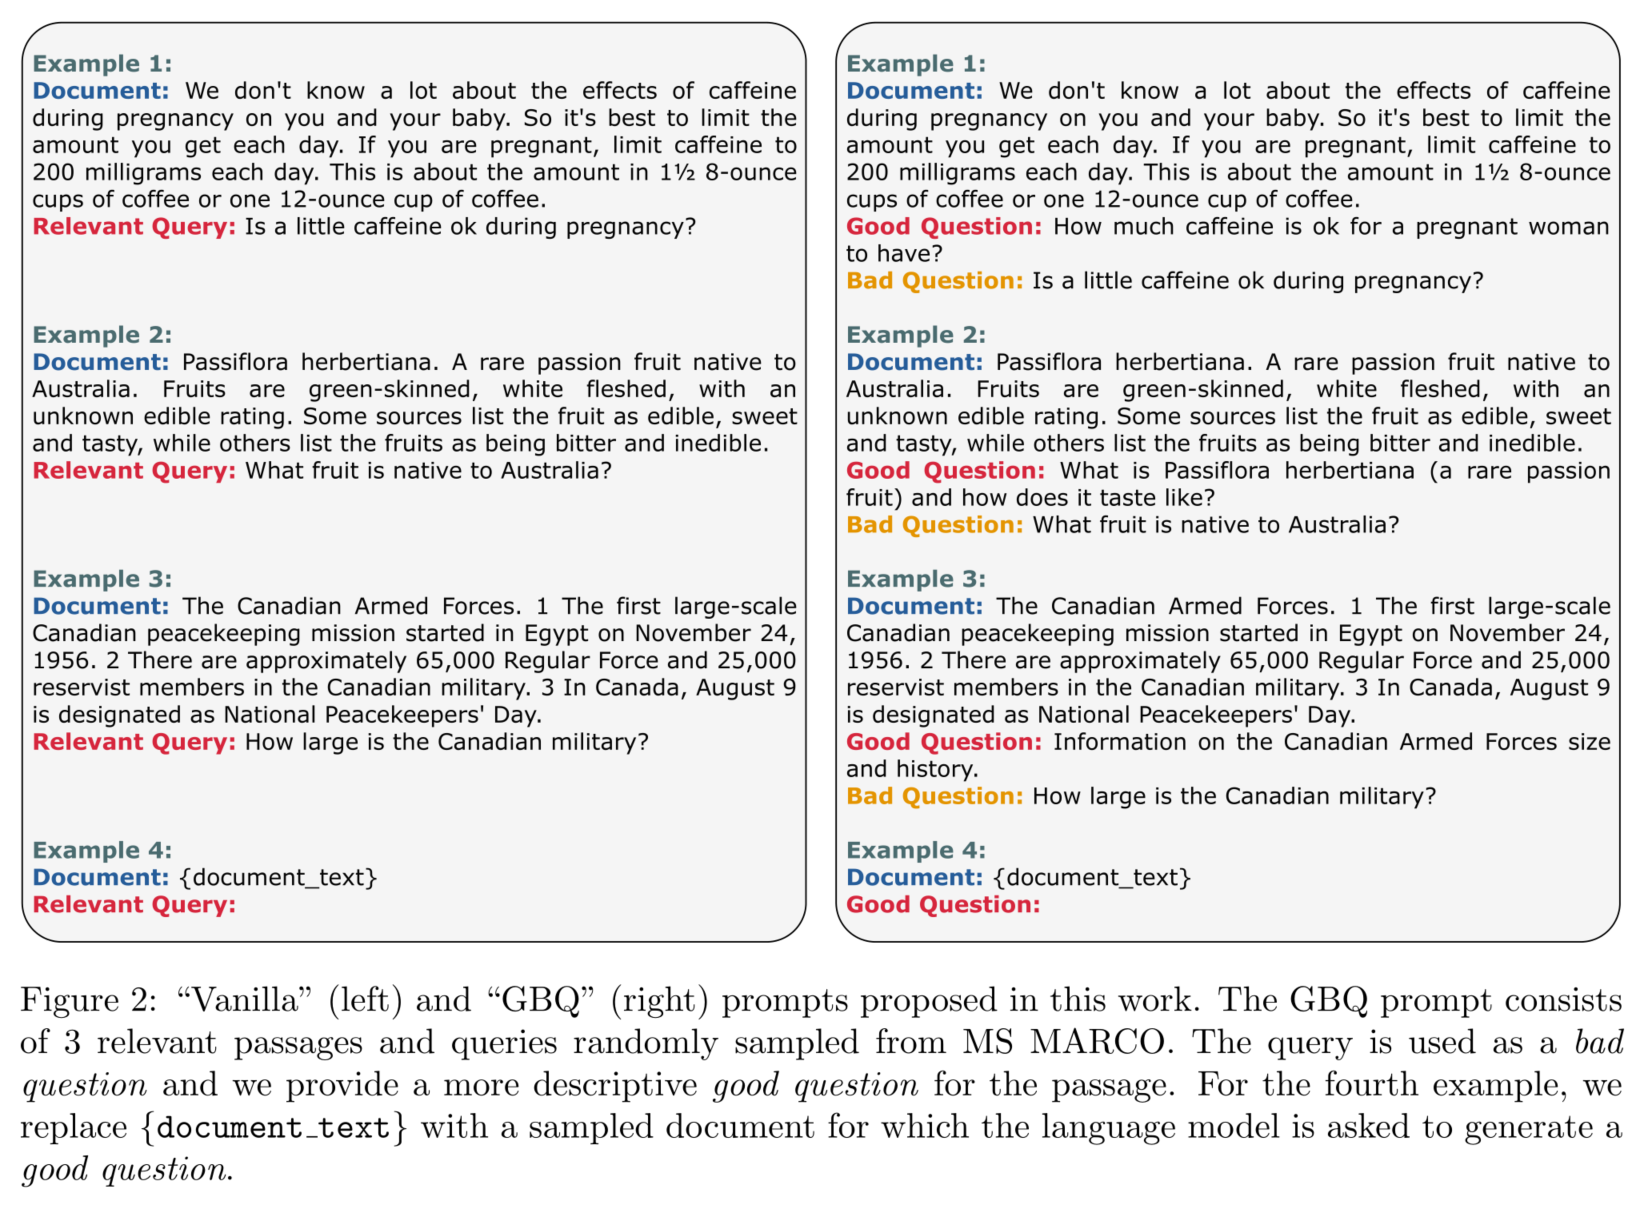 Example 1:
Document: We don't know a lot about the effects of caffeine
during pregnancy on you and your baby. So it's best to limit the
amount you get each day. If you are pregnant, limit caffeine to
200 milligrams each day. This is about the amount in 1½ 8-ounce
cups of coffee or one 12-ounce cup of coffee.
Relevant Query: Is a little caffeine ok during pregnancy?
Example 2:
Document: Passiflora herbertiana. A rare passion fruit native to
Australia. Fruits are green-skinned, white fleshed, with an
unknown edible rating. Some sources list the fruit as edible, sweet
and tasty, while others list the fruits as being bitter and inedible.
Relevant Query: What fruit is native to Australia?
Example 3:
Document: The Canadian Armed Forces. 1 The first large-scale
Canadian peacekeeping mission started in Egypt on November 24,
1956. 2 There are approximately 65,000 Regular Force and 25,000
reservist members in the Canadian military. 3 In Canada, August 9
is designated as National Peacekeepers' Day.
Relevant Query: How large is the Canadian military?
Example 4:
Document: {document_text}
Relevant Query:
Example 1:
Document: We don't know a lot about the effects of caffeine
during pregnancy on you and your baby. So it's best to limit the
amount you get each day. If you are pregnant, limit caffeine to
200 milligrams each day. This is about the amount in 1½ 8-ounce
cups of coffee or one 12-ounce cup of coffee.
Good Question: How much caffeine is ok for a pregnant woman
to have?
Bad Question: Is a little caffeine ok during pregnancy?
Example 2:
Document: Passiflora herbertiana. A rare passion fruit native to
Australia. Fruits are green-skinned, white fleshed, with an
unknown edible rating. Some sources list the fruit as edible, sweet
and tasty, while others list the fruits as being bitter and inedible.
Good Question: What is Passiflora herbertiana (a rare passion
fruit) and how does it taste like?
Bad Question: What fruit is native to Australia?
Example 3:
Document: The Canadian Armed Forces. 1 The first large-scale
Canadian peacekeeping mission started in Egypt on November 24,
1956. 2 There are approximately 65,000 Regular Force and 25,000
reservist members in the Canadian military. 3 In Canada, August 9
is designated as National Peacekeepers' Day.
Good Question: Information on the Canadian Armed Forces size
and history.
Bad Question: How large is the Canadian military?
Example 4:
Document: {document_text}
Good Question:
Figure 2: “Vanilla” (left) and “GBQ” (right) prompts proposed in this work. The GBQ prompt consists
of 3 relevant passages and queries randomly sampled from MS MARCO. The query is used as a bad
question and we provide a more descriptive good question for the passage. For the fourth example, we
replace {document_text} with a sampled document for which the language model is asked to generate a
good question.